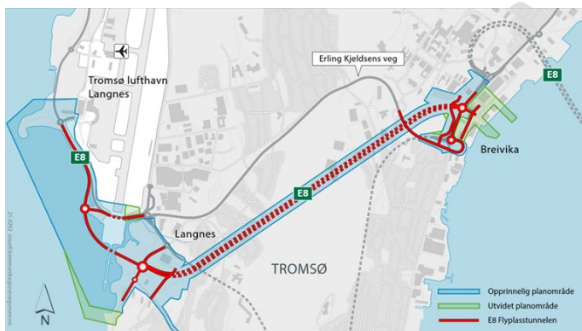 Tromsø lufthavn
Langnes
Erling Kjeldsens veg
E8
E8
Breivika
E8
Langnes
TROMSØ
N
Opprinnelig planområde
Utvidet planområde
E8 Flyplasstunnelen